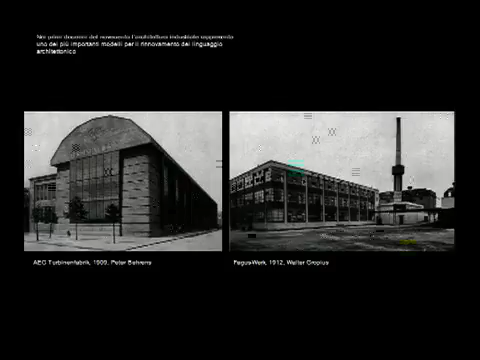 Nei primi decenni del novecento l'architettura industriale rappresenta
uno dei più importanti modelli per il rinnovamento del linguaggio
architettonico
AEG Turbinenfabrik, 1909, Peter Behrens
Fagus-Werk, 1912, Walter Gropius